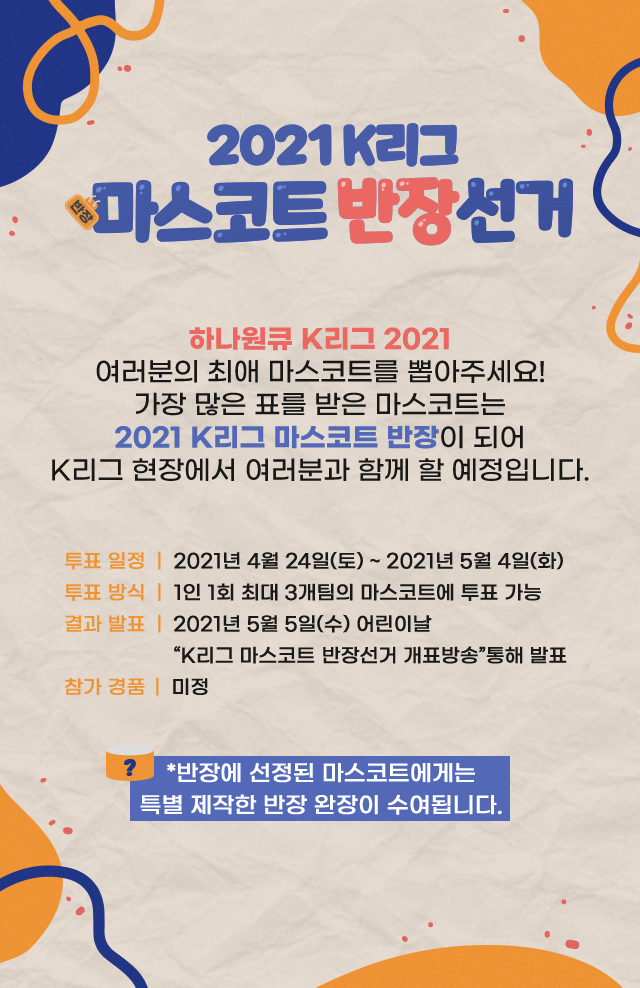 2021 K리그
반장
마스코트 반장선거
하나원큐 K리그 2021
여러분의 최애 마스코트를 뽑아주세요!
가장 많은 표를 받은 마스코트는
2021 K리그 마스코트 반장이 되어
K리그 현장에서 여러분과 함께 할 예정입니다.
투표 일정 | 2021년 4월 24일(토) ~ 2021년 5월 4일(화)
투표 방식 | 1인 1회 최대 3개팀의 마스코트에 투표 가능
결과 발표 | 2021년 5월 5일(수) 어린이날
“K리그 마스코트 반장선거 개표방송”통해 발표
참가 경품 | 미정
?
*반장에 선정된 마스코트에게는
특별 제작한 반장 완장이 수여됩니다.